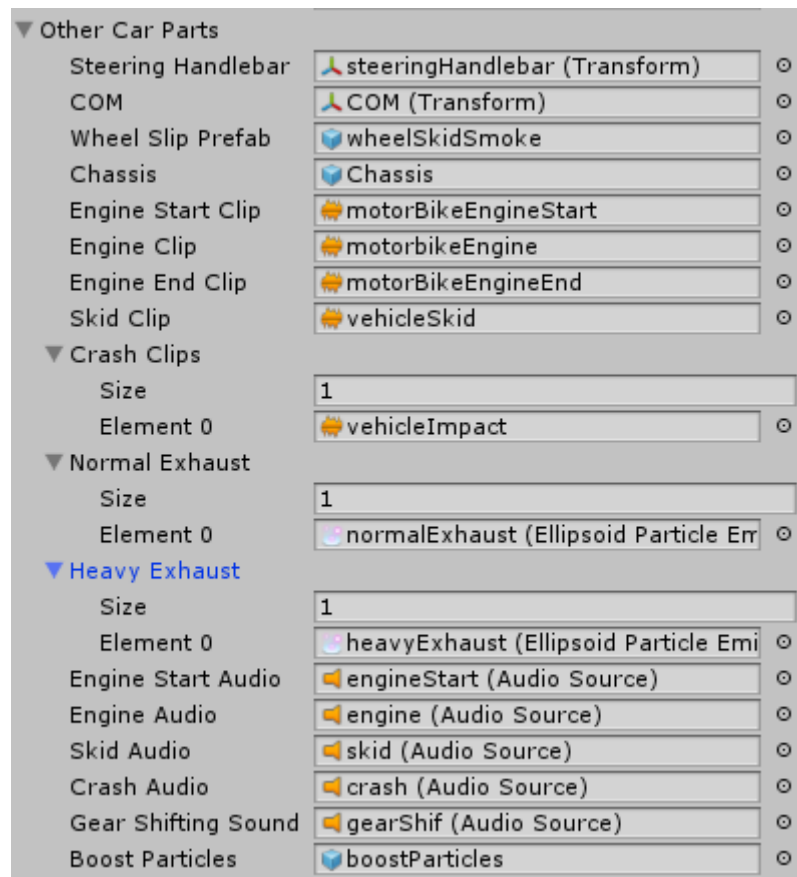 Other Car Parts
Steering Handlebar steeringHandlebar (Transform)
COM COM (Transform)
Wheel Slip Prefab wheelSkidSmoke
Chassis Chassis
Engine Start Clip motorBikeEngineStart
Engine Clip motorbikeEngine
Engine End Clip motorBikeEngineEnd
Skid Clip vehicleSkid
Crash Clips
Size 1
Element 0 vehicleImpact
Normal Exhaust
Size 1
Element 0 normalExhaust (Ellipsoid Particle Em
Heavy Exhaust
Size 1
Element 0 heavyExhaust (Ellipsoid Particle Emi
Engine Start Audio engineStart (Audio Source)
Engine Audio engine (Audio Source)
Skid Audio skid (Audio Source)
Crash Audio crash (Audio Source)
Gear Shifting Sound gearShif (Audio Source)
Boost Particles boostParticles